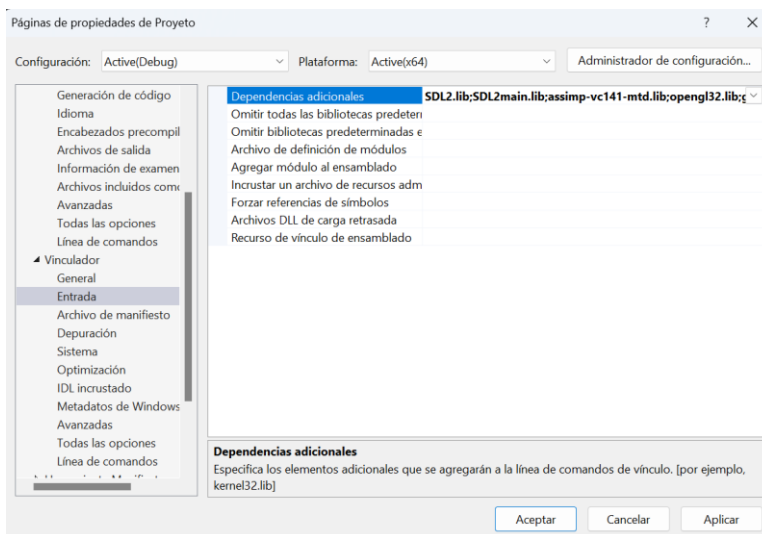 Páginas de propiedades de Proyeto
?
Configuración: Active(Debug) Plataforma: Active(x64) Administrador de configuración...
Generación de código
Idioma
Encabezados precompil
Archivos de salida
Información de examen
Archivos incluidos como
Avanzadas
Todas las opciones
Línea de comandos
Vinculador
General
Entrada
Archivo de manifiesto
Depuración
Sistema
Optimización
IDL incrustado
Metadatos de Windows
Avanzadas
Todas las opciones
Línea de comandos
Dependencias adicionales SDL2.lib;SDL2main.lib;assimp-vc141-mtd.lib;opengl32.lib;g
Omitir todas las bibliotecas predeteri
Omitir bibliotecas predeterminadas e
Archivo de definición de módulos
Agregar módulo al ensamblado
Incrustar un archivo de recursos adm
Forzar referencias de símbolos
Archivos DLL de carga retrasada
Recurso de vínculo de ensamblado
Dependencias adicionales
Especifica los elementos adicionales que se agregarán a la línea de comandos de vínculo. [por ejemplo,
kernel32.lib]
Aceptar Cancelar Aplicar